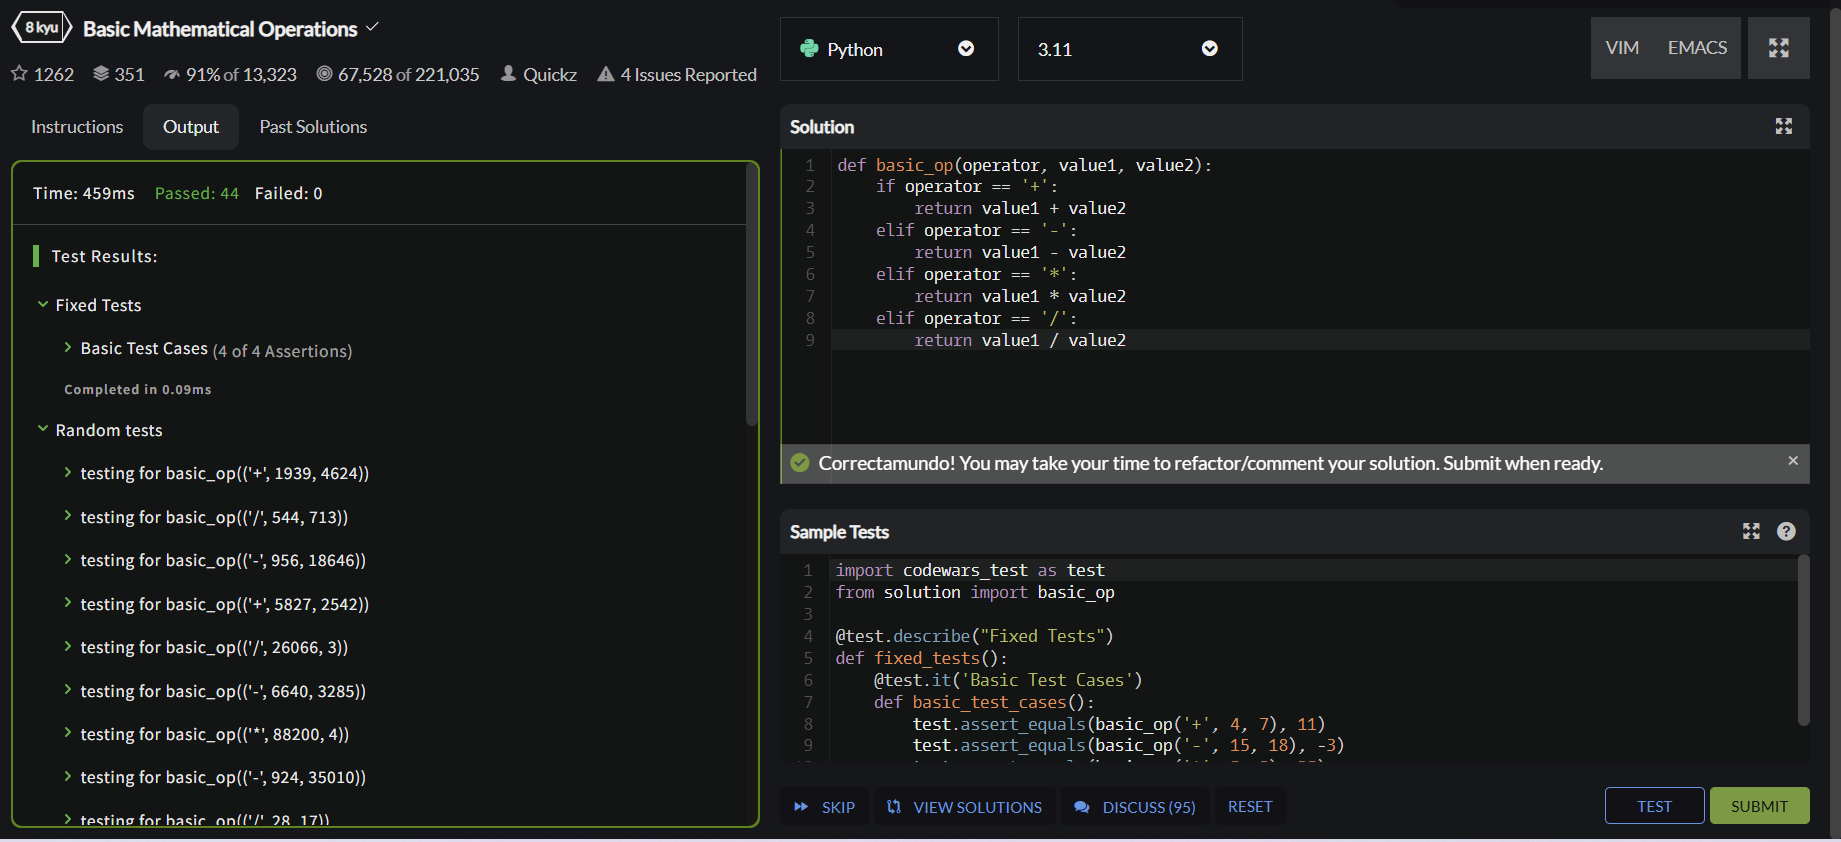 8 kyu Basic Mathematical Operations
1262 351 91% of 13,323 67,528 of 221,035 Quickz 4 Issues Reported
Python 3.11 VIM EMACS
Instructions Output Past Solutions
Time: 459ms Passed: 44 Failed: 0
Test Results:
Fixed Tests
Basic Test Cases (4 of 4 Assertions)
Completed in 0.09ms
Random tests
testing for basic_op(('+', 1939, 4624))
testing for basic_op(('/', 544, 713))
testing for basic_op(('-', 956, 18646))
testing for basic_op(('+', 5827, 2542))
testing for basic_op(('/', 26066, 3))
testing for basic_op(('-', 6640, 3285))
testing for basic_op(('*', 88200, 4))
testing for basic_op(('-', 924, 35010))
testing for basic_op(('/', 28, 17))
Solution
1 def basic_op(operator, value1, value2):
2     if operator == '+':
3         return value1 + value2
4     elif operator == '-':
5         return value1 - value2
6     elif operator == '*':
7         return value1 * value2
8     elif operator == '/':
9         return value1 / value2
Correctamundo! You may take your time to refactor/comment your solution. Submit when ready.
Sample Tests
1 import codewars_test as test
2 from solution import basic_op
3
4 @test.describe("Fixed Tests")
5 def fixed_tests():
6     @test.it('Basic Test Cases')
7     def basic_test_cases():
8         test.assert_equals(basic_op('+', 4, 7), 11)
9         test.assert_equals(basic_op('-', 15, 18), -3)
SKIP VIEW SOLUTIONS DISCUSS (95) RESET TEST SUBMIT